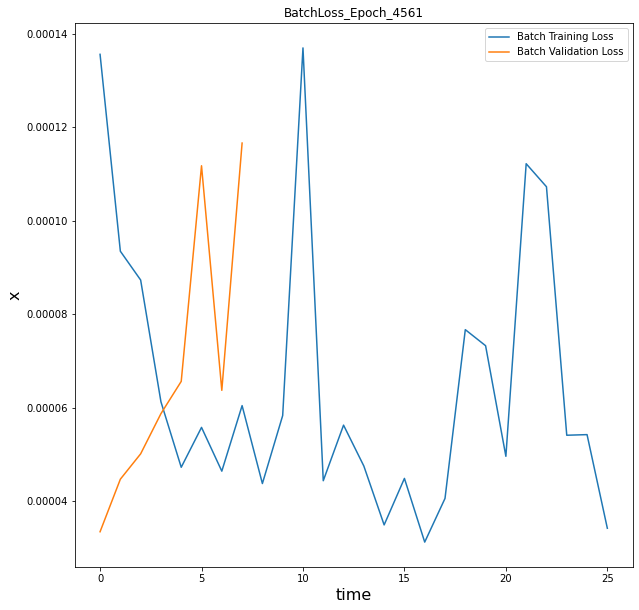 BatchLoss_Epoch_4561
Batch Training Loss
Batch Validation Loss
0.00014
0.00012
0.00010
0.00008
0.00006
0.00004
x
0 5 10 15 20 25
time